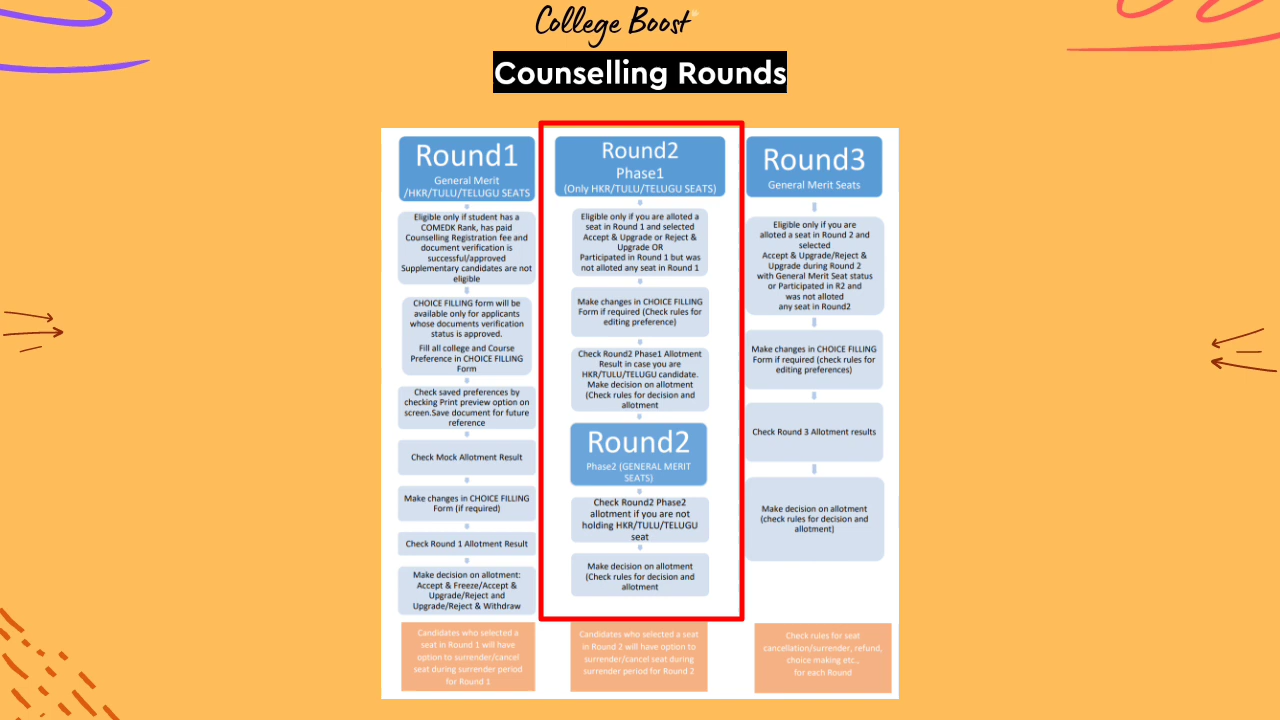 College Boost
Counselling Rounds
Round1
General Merit
/HKR/TULU/TELUGU SEATS
Eligible only if student has a
COMEDK Rank, has paid
Counselling Registration fee and
document verification is
successful/approved
Supplementary candidates are not
eligible
CHOICE FILLING form will be
available only for applicants
whose documents verification
status is approved.
Fill all college and Course
Preference in CHOICE FILLING
Form
Check saved preferences by
checking Print preview option on
screen.Save document for future
reference
Check Mock Allotment Result
Make changes in CHOICE FILLING
Form (if required)
Check Round 1 Allotment Result
Make decision on allotment:
Accept & Freeze/Accept &
Upgrade/Reject and
Upgrade/Reject & Withdraw
Candidates who selected a
seat in Round 1 will have
option to surrender/cancel
seat during surrender period
for Round 1
Round2
Phase1
(Only HKR/TULU/TELUGU SEATS)
Eligible only if you are alloted a
seat in Round 1 and selected
Accept & Upgrade or Reject &
Upgrade OR
Participated in Round 1 but was
not alloted any seat in Round 1
Make changes in CHOICE FILLING
Form if required (Check rules for
editing preference)
Check Round2 Phase1 Allotment
Result in case you are
HKR/TULU/TELUGU candidate.
Make decision on allotment
(Check rules for decision and
allotment
Round2
Phase2 (GENERAL MERIT
SEATS)
Check Round2 Phase2
allotment if you are not
holding HKR/TULU/TELUGU
seat
Make decision on allotment
(Check rules for decision and
allotment
Candidates who selected a seat
in Round 2 will have option to
surrender/cancel seat during
surrender period for Round 2
Round3
General Merit Seats
Eligible only if you are
alloted a seat in Round 2 and
selected
Accept & Upgrade/Reject &
Upgrade during Round 2
with General Merit Seat status
or Participated in R2 and
was not alloted
any seat in Round2
Make changes in CHOICE FILLING
Form if required (check rules for
editing preferences)
Check Round 3 Allotment results
Make decision on allotment
(check rules for decision and
allotment)
Check rules for seat
cancellation/surrender, refund,
choice making etc.,
for each Round